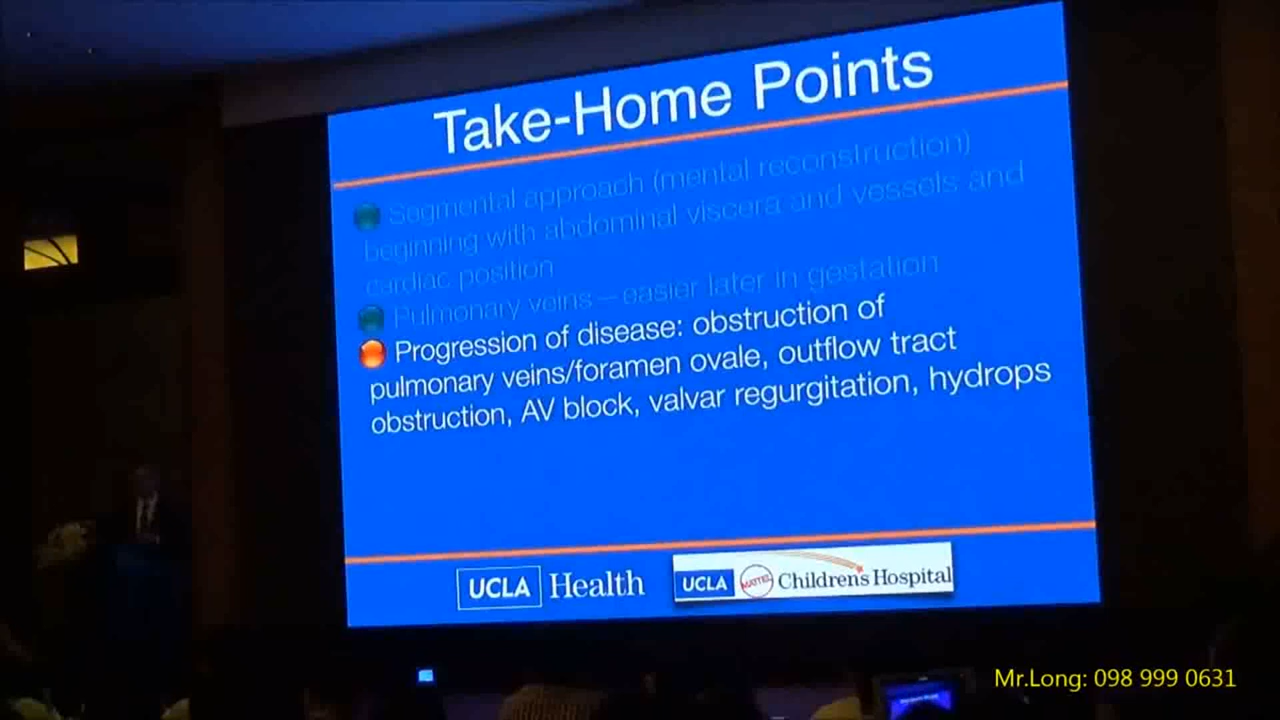 Take-Home Points
Segmental approach (mental reconstruction)
beginning with abdominal viscera and vessels and
cardiac position
Pulmonary veins—easier later in gestation
Progression of disease: obstruction of
pulmonary veins/foramen ovale, outflow tract
obstruction, AV block, valvar regurgitation, hydrops
UCLA Health
UCLA MATTEL Children's Hospital
Mr.Long: 098 999 0631